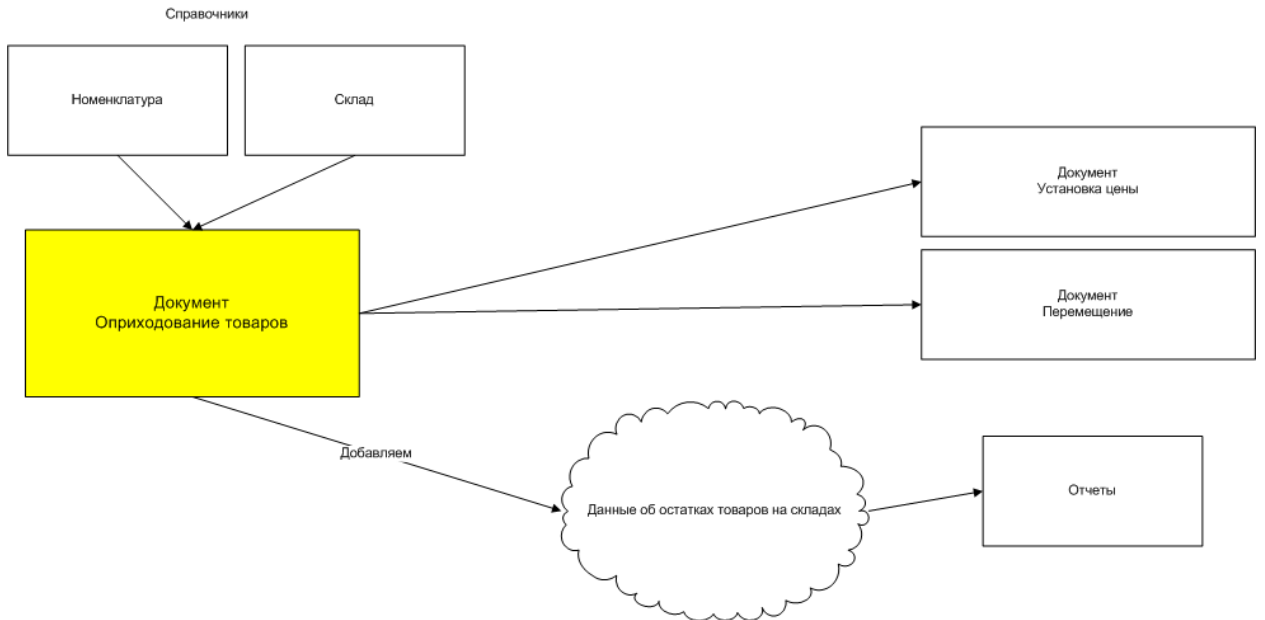 Справочники
Номенклатура
Склад
Документ
Установка цены
Документ
Оприходование товаров
Документ
Перемещение
Добавляем
Данные об остатках товаров на складах
Отчеты